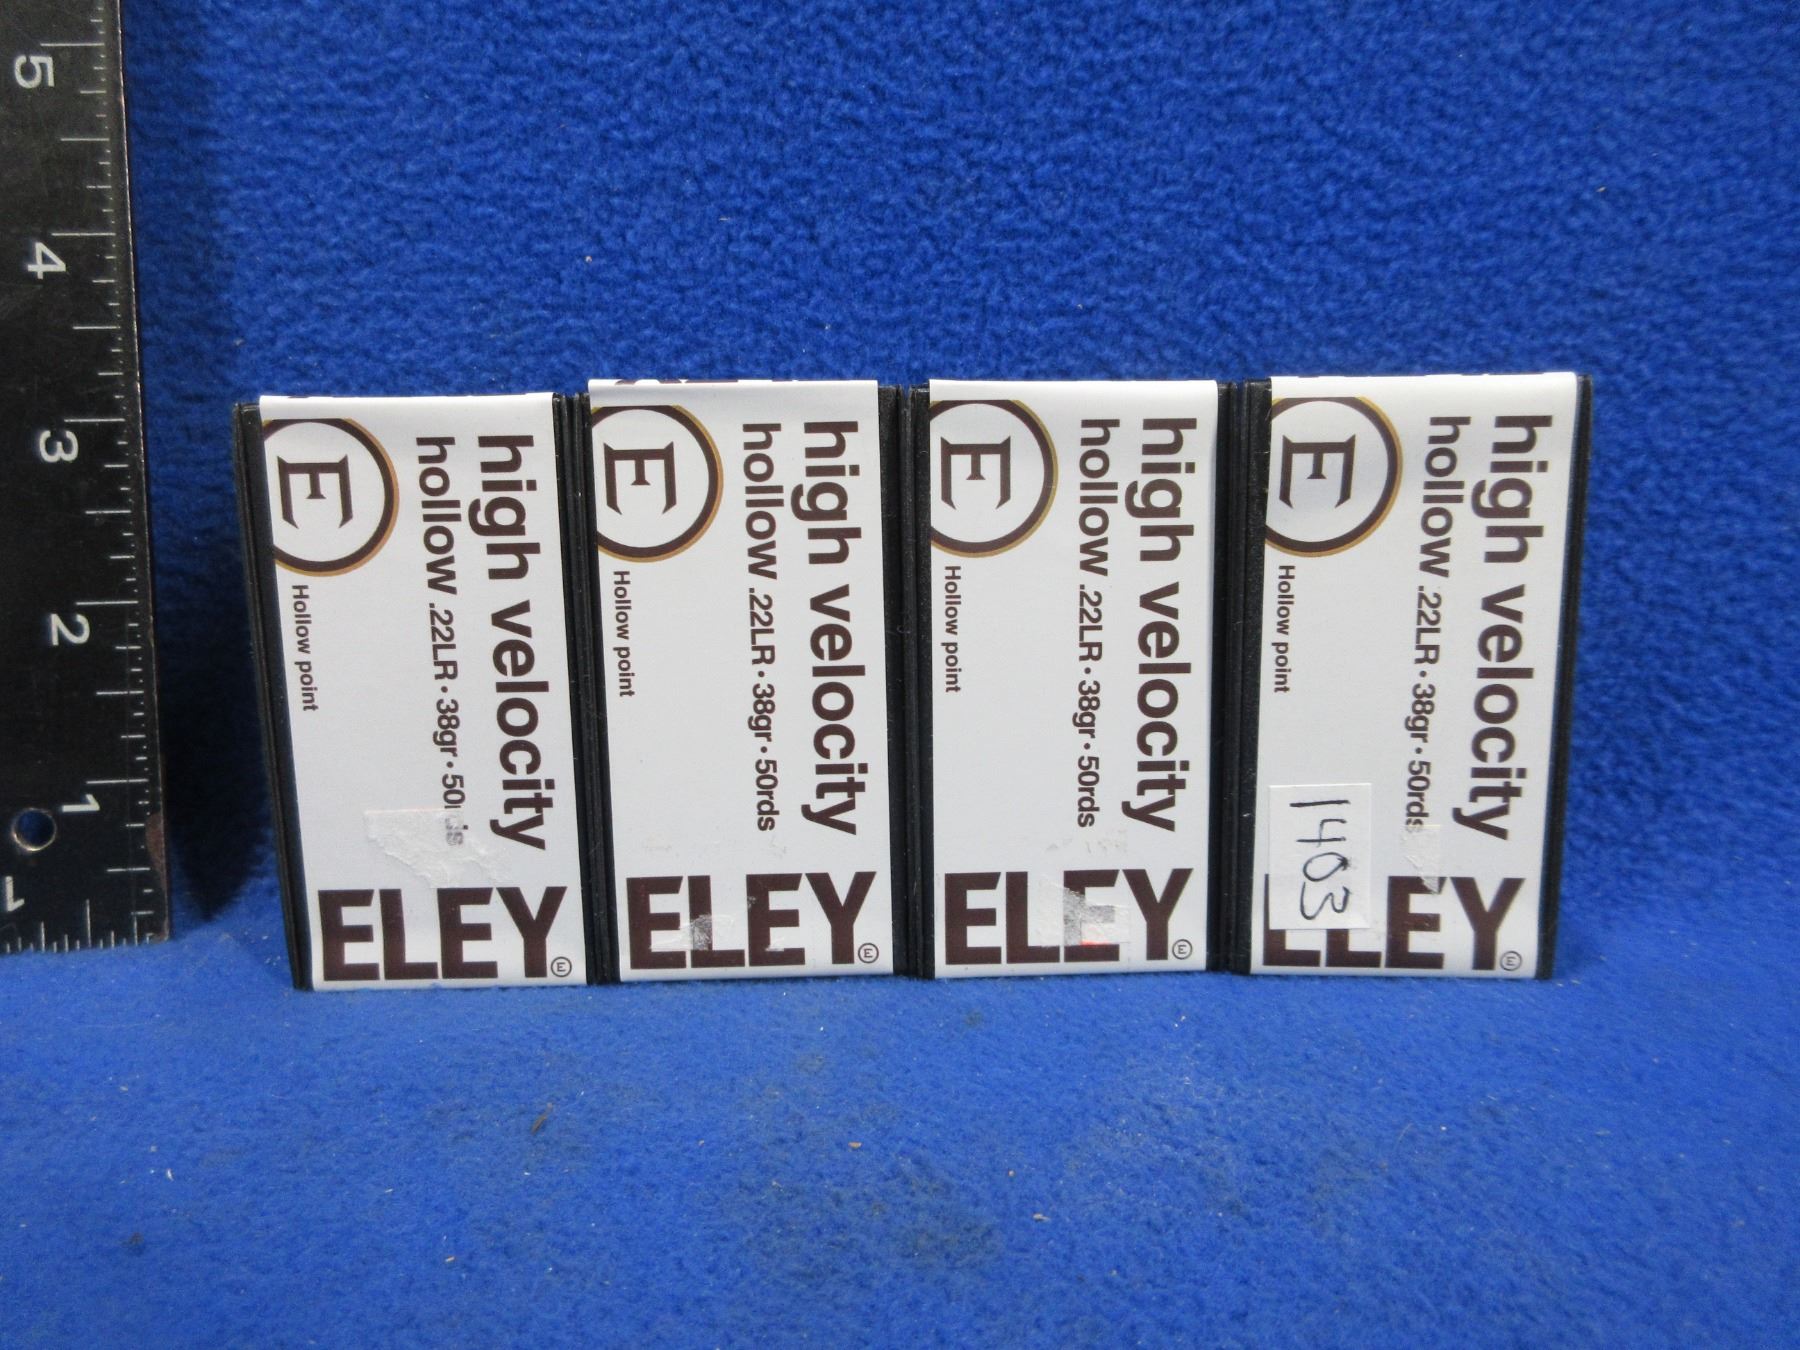 5
4
3
2
1
1
high velocity
hollow .22LR • 38gr • 50rds
E
Hollow point
ELEY
high velocity
hollow .22LR • 38gr • 50rds
E
Hollow point
ELEY
high velocity
hollow .22LR • 38gr • 50rds
E
Hollow point
ELEY
high velocity
hollow .22LR • 38gr • 50rds
E
Hollow point
1403
ELEY